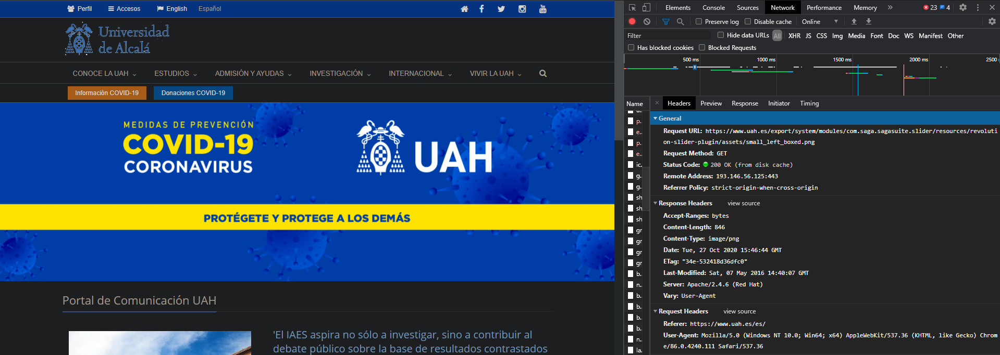 Perfil Accesos English Español
Universidad
de Alcalá
CONOCE LA UAH ESTUDIOS ADMISIÓN Y AYUDAS INVESTIGACIÓN INTERNACIONAL VIVIR LA UAH
Información COVID-19 Donaciones COVID-19
MEDIDAS DE PREVENCIÓN
COVID-19
CORONAVIRUS
UAH
PROTÉGETE Y PROTEGE A LOS DEMÁS
Portal de Comunicación UAH
'El IAES aspira no sólo a investigar, sino a contribuir al
debate público sobre la base de resultados contrastados
Elements Console Sources Network Performance Memory » 23 4
Preserve log Disable cache Online
Filter Hide data URLs All XHR JS CSS Img Media Font Doc WS Manifest Other
Has blocked cookies Blocked Requests
500 ms 1000 ms 1500 ms 2000 ms 2500
Name
p..
e..
p..
e..
ic..
g..
g..
sh
sh
sh
gr
gr
gr
gr
b..
n..
b..
b..
b..
b..
n..
la..
Headers Preview Response Initiator Timing
General
Request URL: https://www.uah.es/export/system/modules/com.saga.sagasuite.slider/resources/revoluti
on-slider-plugin/assets/small_left_boxed.png
Request Method: GET
Status Code: 200 OK (from disk cache)
Remote Address: 193.146.56.125:443
Referrer Policy: strict-origin-when-cross-origin
Response Headers view source
Accept-Ranges: bytes
Content-Length: 846
Content-Type: image/png
Date: Tue, 27 Oct 2020 15:46:44 GMT
ETag: "34e-532418d36dfc0"
Last-Modified: Sat, 07 May 2016 14:40:07 GMT
Server: Apache/2.4.6 (Red Hat)
Vary: User-Agent
Request Headers view source
Referer: https://www.uah.es/es/
User-Agent: Mozilla/5.0 (Windows NT 10.0; Win64; x64) AppleWebKit/537.36 (KHTML, like Gecko) Chrom
e/86.0.4240.111 Safari/537.36